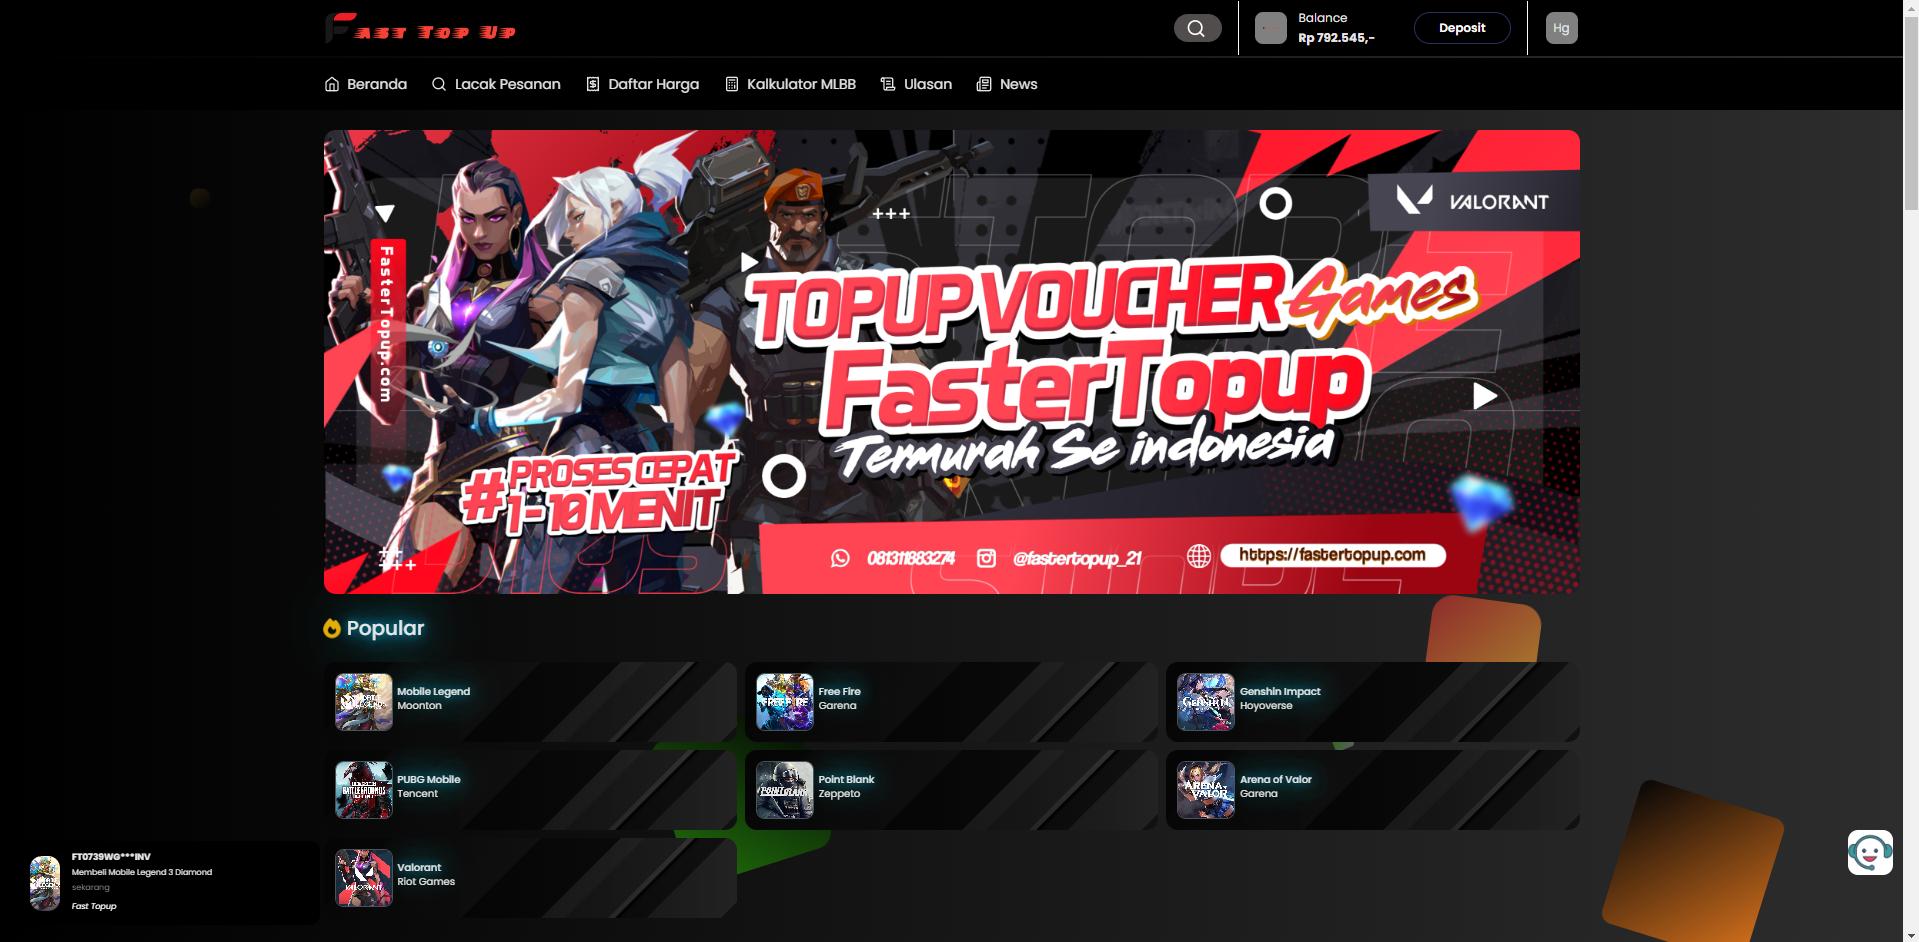 Fast Top Up
Balance
Rp 792.545,-
Deposit
Hg
Beranda
Lacak Pesanan
Daftar Harga
Kalkulator MLBB
Ulasan
News
VALORANT
FasterTopup.com
TOPUP VOUCHER Games
FasterTopup
Termurah Se indonesia
#PROSES CEPAT
1-10 MENIT
081311883274
@fastertopup_21
https://fastertopup.com
Popular
Mobile Legend
Moonton
Free Fire
Garena
Genshin Impact
Hoyoverse
PUBG Mobile
Tencent
Point Blank
Zeppeto
Arena of Valor
Garena
Valorant
Riot Games
FT0739WG***INV
Membeli Mobile Legend 3 Diamond
sekarang
Fast Topup